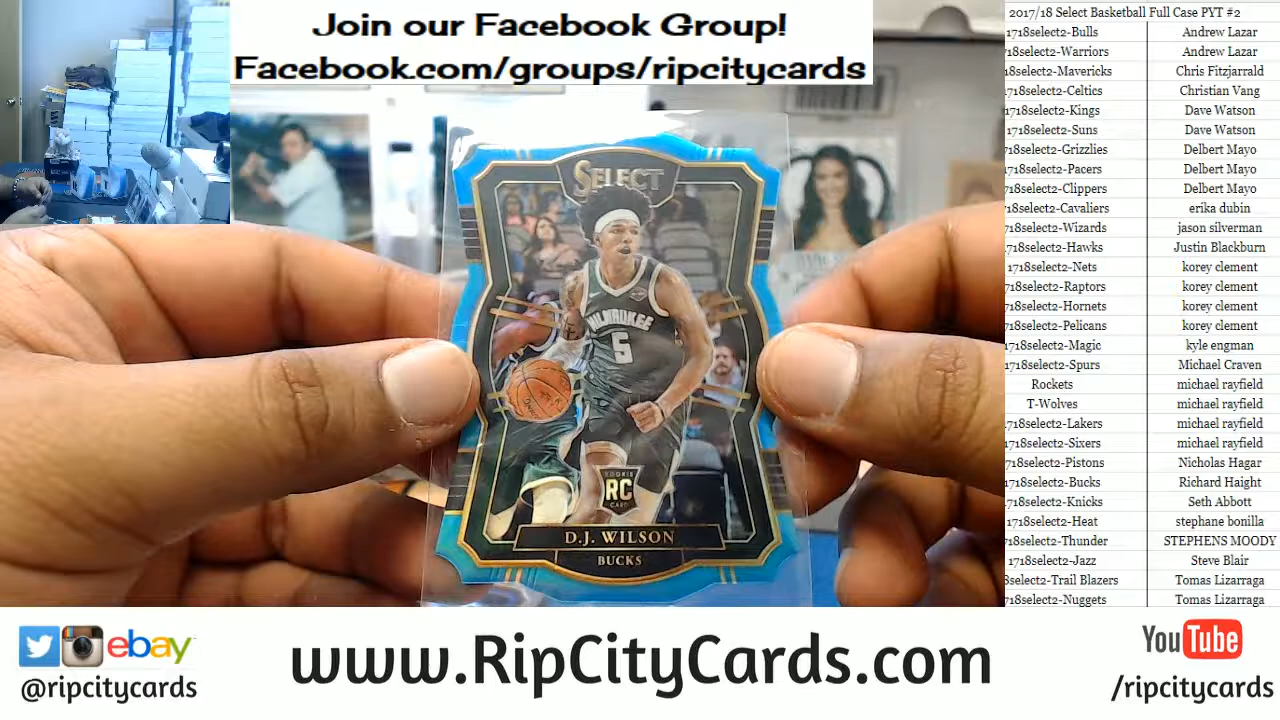 Join our Facebook Group!
Facebook.com/groups/ripcitycards
SELECT
MILWAUKEE
5
ROOKIE
RC
CARD
D.J. WILSON
BUCKS
2017/18 Select Basketball Full Case PYT #2
1718select2-Bulls Andrew Lazar
1718select2-Warriors Andrew Lazar
18select2-Mavericks Chris Fitzjarrald
1718select2-Celtics Christian Vang
1718select2-Kings Dave Watson
1718select2-Suns Dave Watson
1718select2-Grizzlies Delbert Mayo
1718select2-Pacers Delbert Mayo
1718select2-Clippers Delbert Mayo
18select2-Cavaliers erika dubin
1718select2-Wizards jason silverman
1718select2-Hawks Justin Blackburn
1718select2-Nets korey clement
1718select2-Raptors korey clement
1718select2-Hornets korey clement
1718select2-Pelicans korey clement
1718select2-Magic kyle engman
1718select2-Spurs Michael Craven
Rockets michael rayfield
T-Wolves michael rayfield
1718select2-Lakers michael rayfield
1718select2-Sixers michael rayfield
1718select2-Pistons Nicholas Hagar
1718select2-Bucks Richard Haight
1718select2-Knicks Seth Abbott
1718select2-Heat stephane bonilla
1718select2-Thunder STEPHENS MOODY
1718select2-Jazz Steve Blair
8select2-Trail Blazers Tomas Lizarraga
718select2-Nuggets Tomas Lizarraga
ebay
@ripcitycards
www.RipCityCards.com
YouTube
/ripcitycards